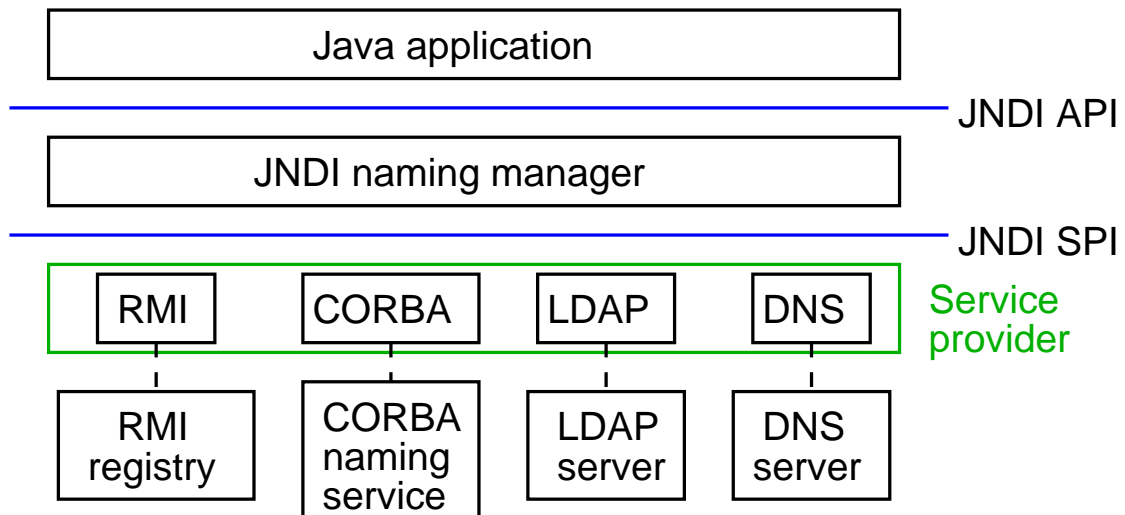 Java application
JNDI API
JNDI naming manager
JNDI SPI
RMI
CORBA
LDAP
DNS
Service
provider
RMI
registry
CORBA
naming
service
LDAP
server
DNS
server